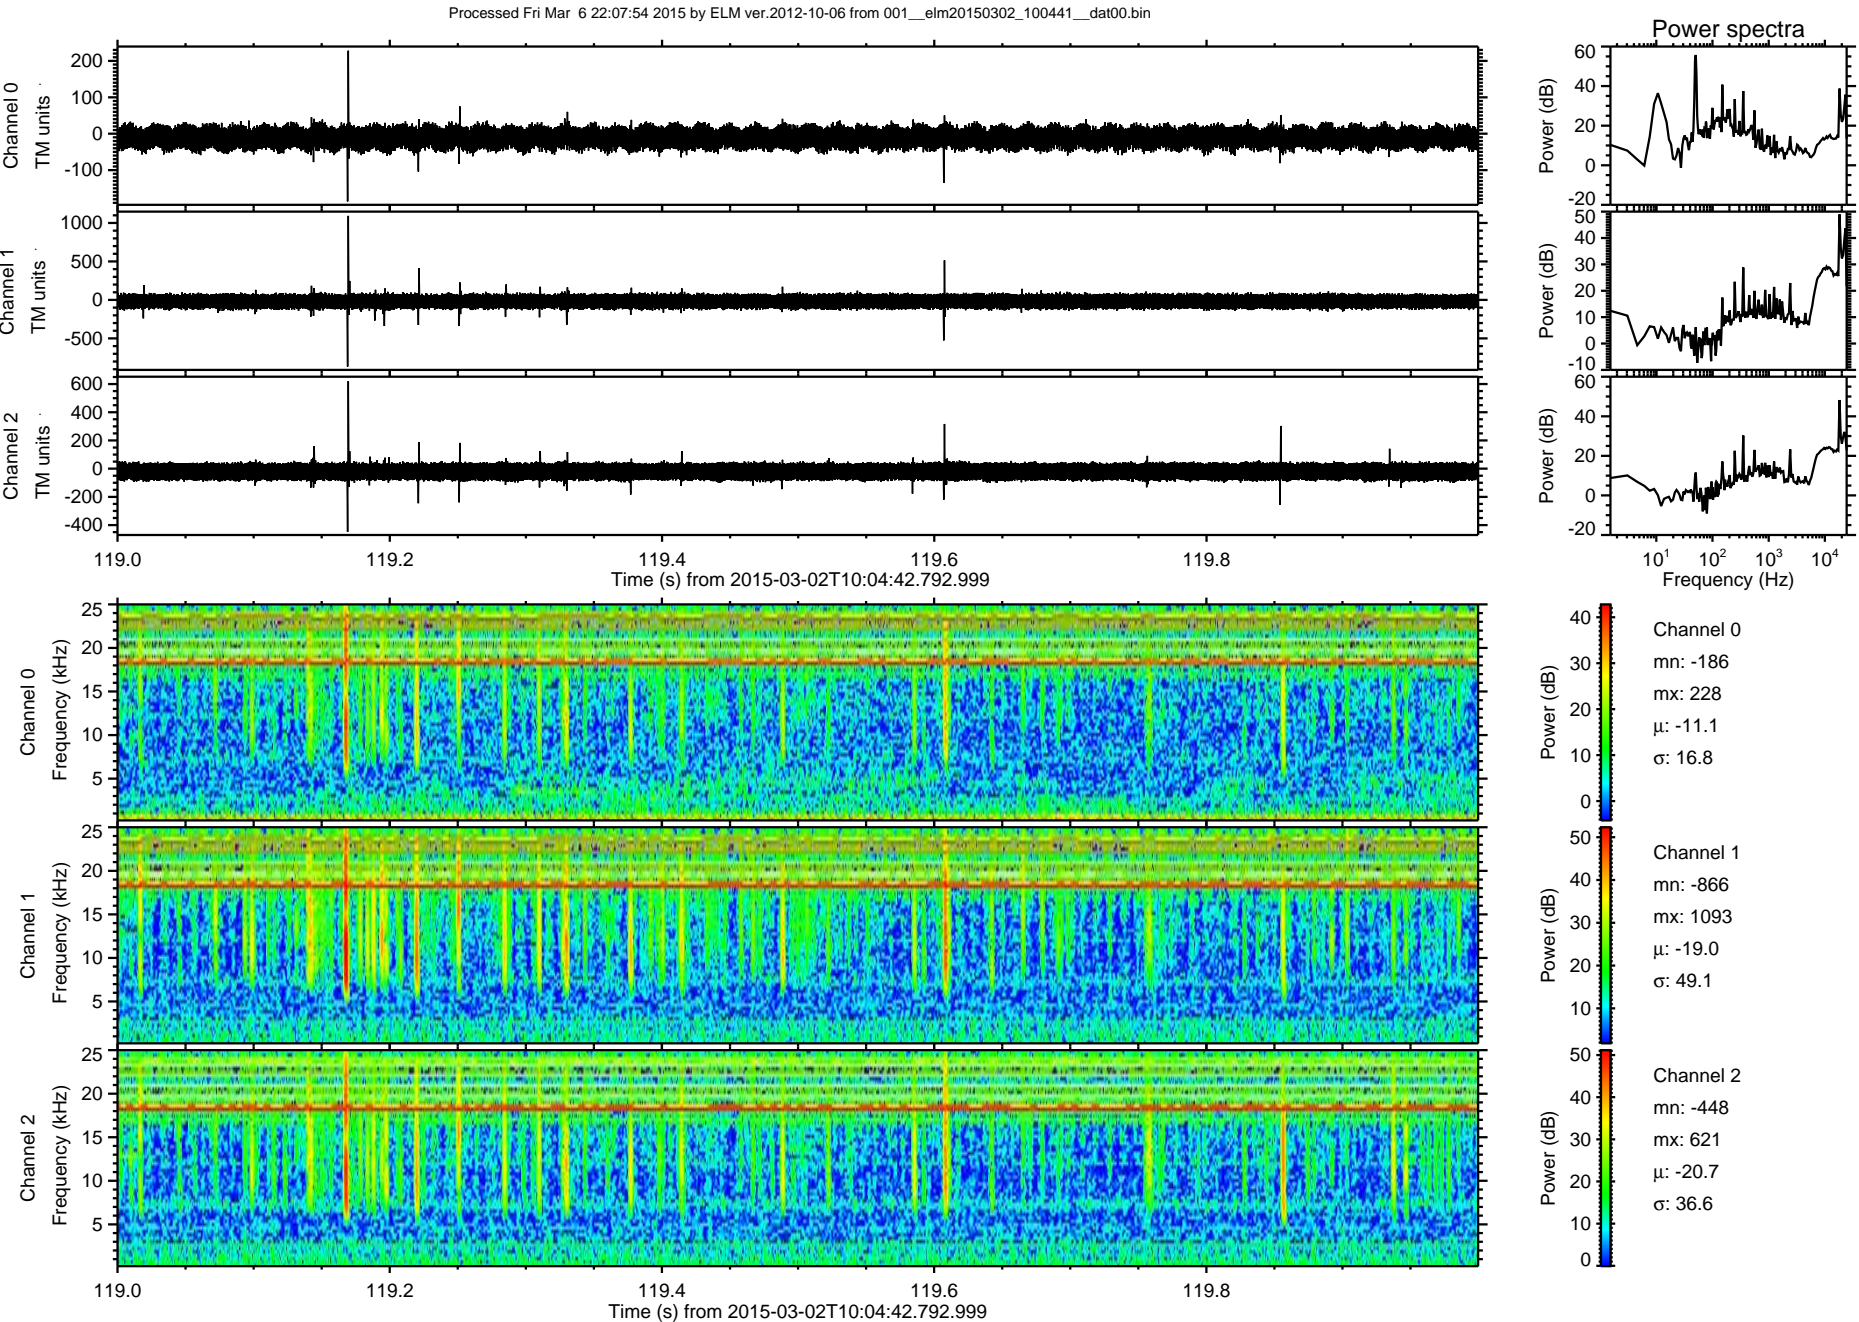 Processed Fri Mar  6 22:07:54 2015 by ELM ver.2012-10-06 from 001__elm20150302_100441__dat00.bin
Power spectra
Channel 0
TM units
200
100
0
-100
Power (dB)
60
40
20
0
-20
Channel 1
TM units
1000
500
0
-500
Power (dB)
50
40
30
20
10
0
-10
Channel 2
TM units
600
400
200
0
-200
-400
Power (dB)
60
40
20
0
-20
119.0 119.2 119.4 119.6 119.8
Time (s) from 2015-03-02T10:04:42.792.999
10^1 10^2 10^3 10^4
Frequency (Hz)
Channel 0
Frequency (kHz)
25
20
15
10
5
Power (dB)
40
30
20
10
0
Channel 0
mn: -186
mx: 228
μ: -11.1
σ: 16.8
Channel 1
Frequency (kHz)
25
20
15
10
5
Power (dB)
50
40
30
20
10
Channel 1
mn: -866
mx: 1093
μ: -19.0
σ: 49.1
Channel 2
Frequency (kHz)
25
20
15
10
5
Power (dB)
50
40
30
20
10
0
Channel 2
mn: -448
mx: 621
μ: -20.7
σ: 36.6
119.0 119.2 119.4 119.6 119.8
Time (s) from 2015-03-02T10:04:42.792.999